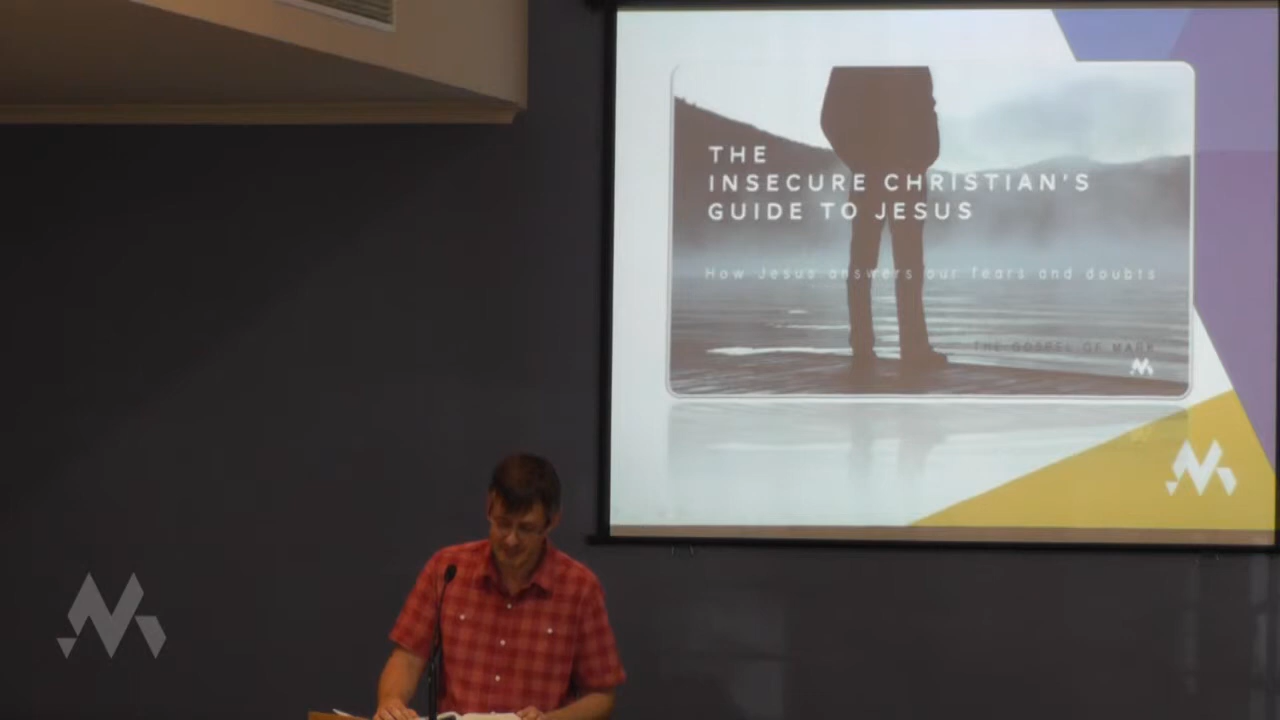 THE
INSECURE CHRISTIAN'S
GUIDE TO JESUS
How Jesus answers our fears and doubts
THE GOSPEL OF MARK